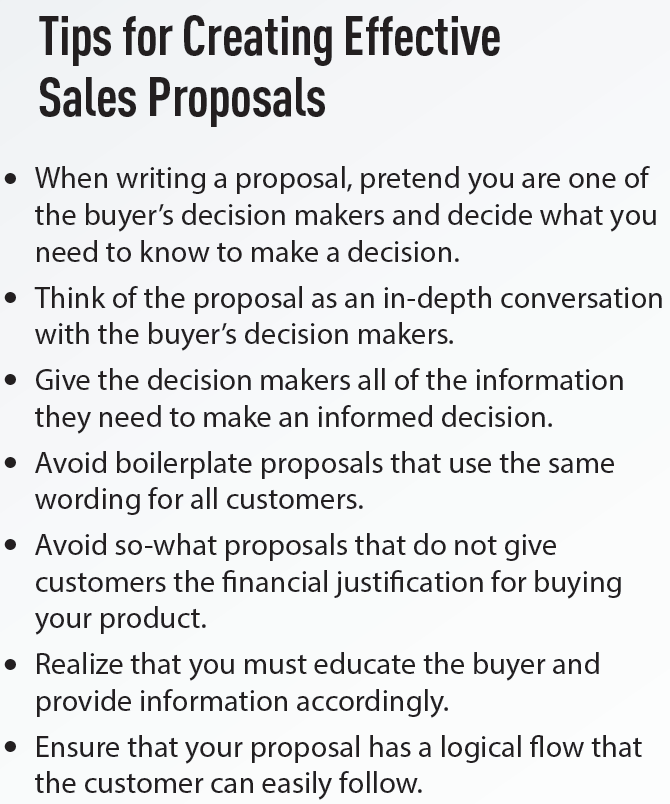 Tips for Creating Effective
Sales Proposals
• When writing a proposal, pretend you are one of
the buyer’s decision makers and decide what you
need to know to make a decision.
• Think of the proposal as an in-depth conversation
with the buyer’s decision makers.
• Give the decision makers all of the information
they need to make an informed decision.
• Avoid boilerplate proposals that use the same
wording for all customers.
• Avoid so-what proposals that do not give
customers the financial justification for buying
your product.
• Realize that you must educate the buyer and
provide information accordingly.
• Ensure that your proposal has a logical flow that
the customer can easily follow.